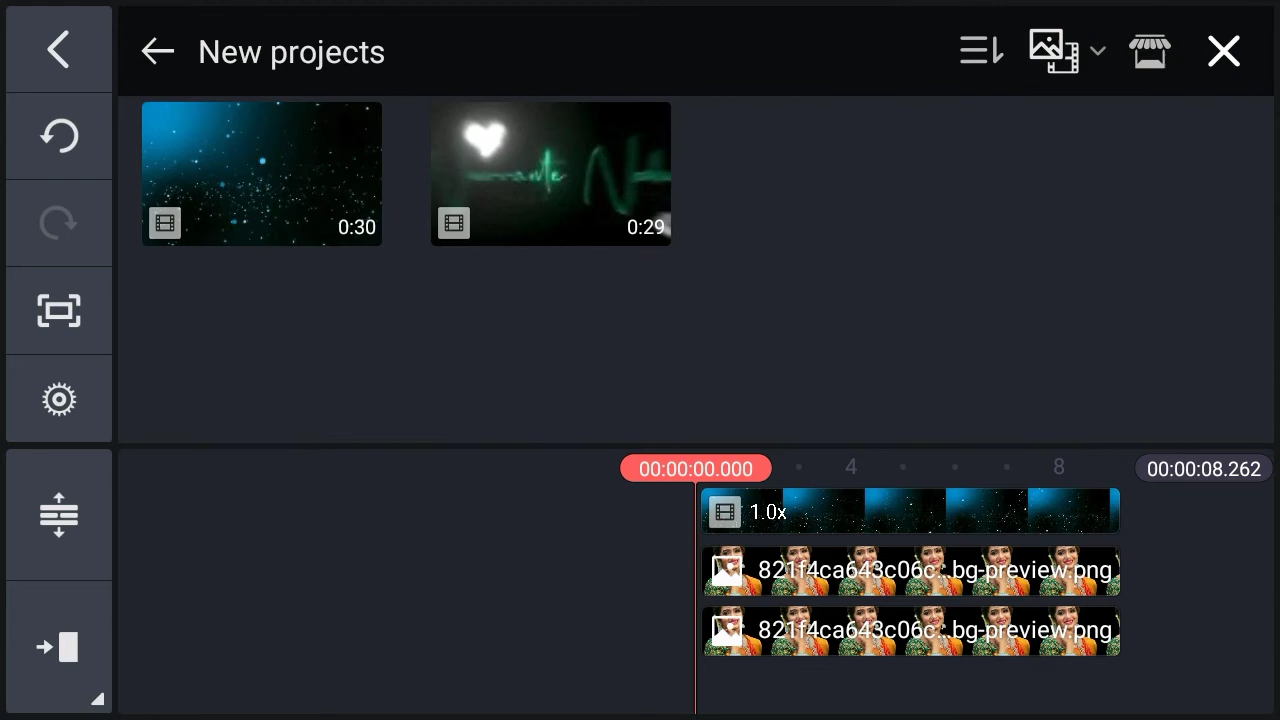 New projects
0:30
0:29
00:00:00.000
4
8
00:00:08.262
1.0x
821f4ca643c06c...bg-preview.png
821f4ca643c06c...bg-preview.png